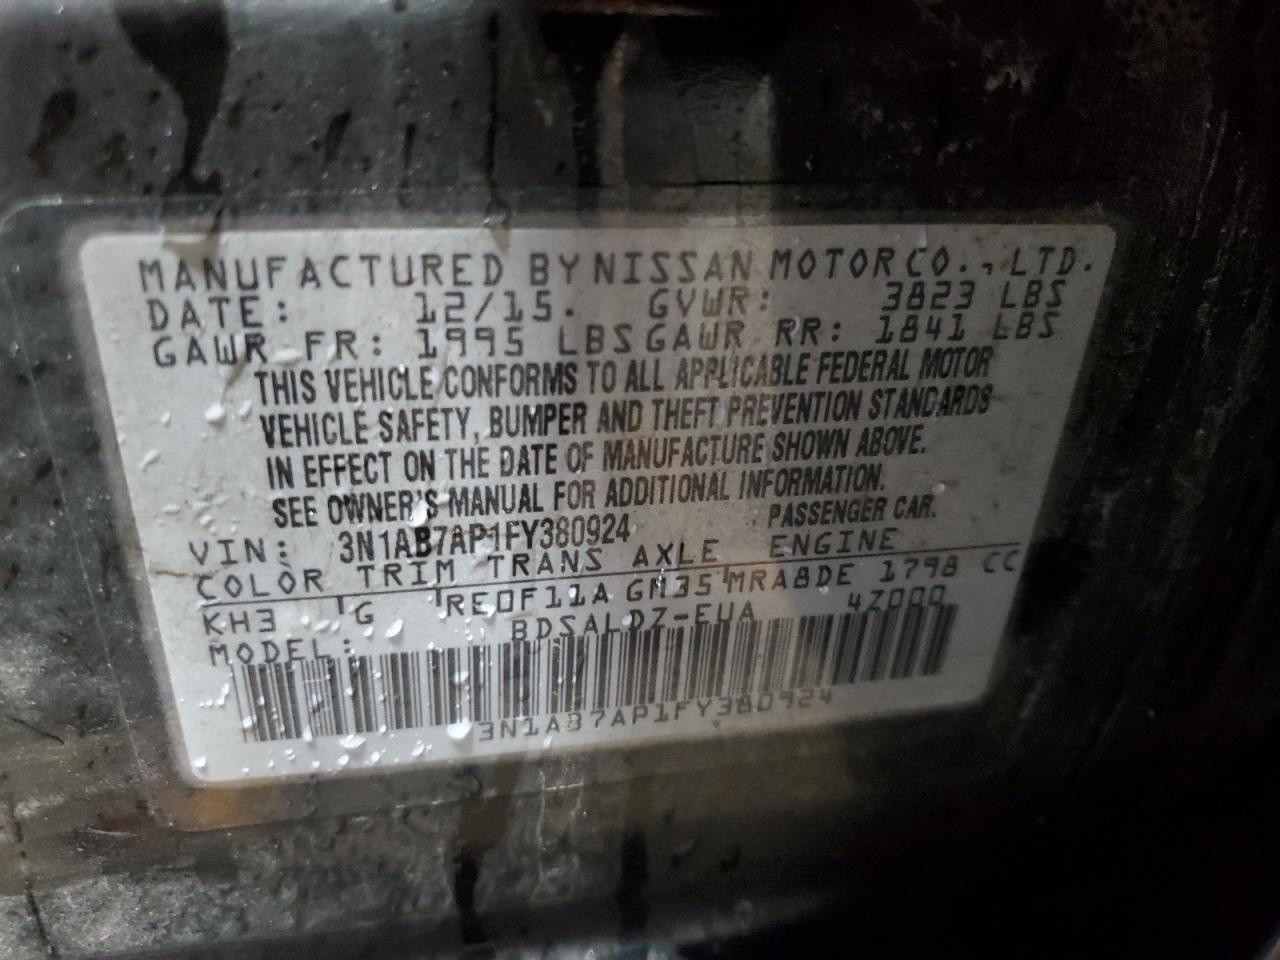 MANUFACTURED BY NISSAN MOTOR CO., LTD.
DATE: 12/15. GVWR: 3823 LBS
GAWR FR: 1995 LBS GAWR RR: 1841 LBS
THIS VEHICLE CONFORMS TO ALL APPLICABLE FEDERAL MOTOR
VEHICLE SAFETY, BUMPER AND THEFT PREVENTION STANDARDS
IN EFFECT ON THE DATE OF MANUFACTURE SHOWN ABOVE.
SEE OWNER'S MANUAL FOR ADDITIONAL INFORMATION.
VIN: 3N1AB7AP1FY380924 PASSENGER CAR.
COLOR TRIM TRANS AXLE ENGINE
KH3 G RE0F11A GM35 MRA8DE 1798 CC
MODEL: BDSALDZ-EUA 4Z000
3N1AB7AP1FY380924